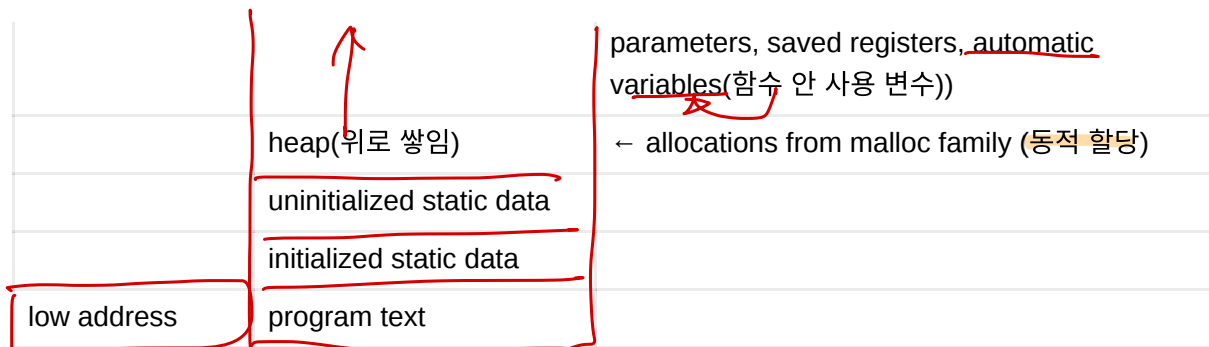 parameters, saved registers, automatic
variables(함수 안 사용 변수))
heap(위로 쌓임)
← allocations from malloc family (동적 할당)
uninitialized static data
initialized static data
low address
program text